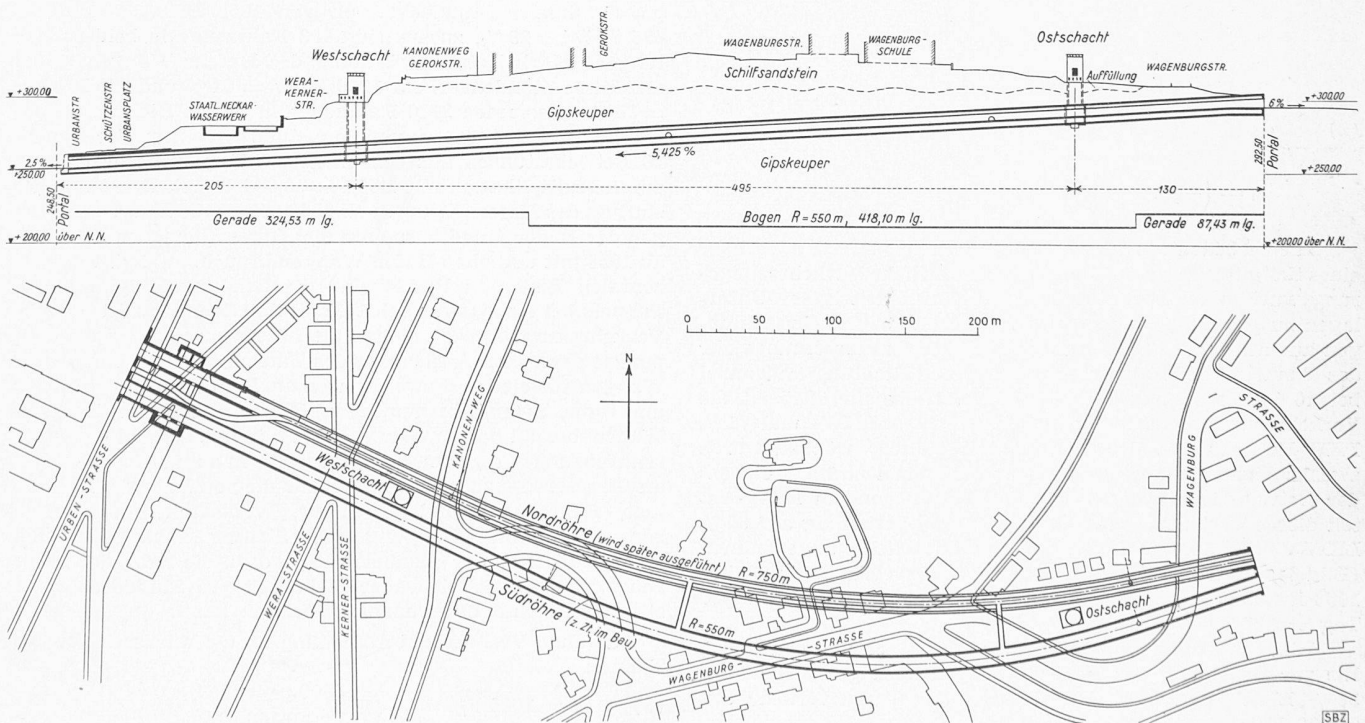 Westschacht
KANONENWEG
GEROKSTR.
GEROKSTR.
WAGENBURGSTR.
WAGENBURG-
SCHULE
Ostschacht
Schilfsandstein
Auffüllung
WAGENBURGSTR.
+300,00
URBANSTR
SCHÜTZENSTR
URBANSPLATZ
STAATL. NECKAR-
WASSERWERK
WERA-
KERNER-
STR.
Gipskeuper
6%
+300,00
2,5 %
+250,00
5,425 %
Gipskeuper
292,50
Portal
+250,00
248,50
Portal
205
495
130
Gerade 324,53 m lg.
Bogen R = 550 m, 418,10 m lg.
Gerade 87,43 m lg.
+200,00 über N.N.
+200,00 über N.N.
0 50 100 150 200 m
N
URBEN-STRASSE
WERA-STRASSE
KERNER-STRASSE
KANONEN-WEG
Westschacht
Nordröhre (wird später ausgeführt)
R = 750 m
Südröhre (z. Zt. im Bau)
R = 550 m
WAGENBURG-
-STRASSE
Ostschacht
WAGENBURG
STRASSE
SBZ